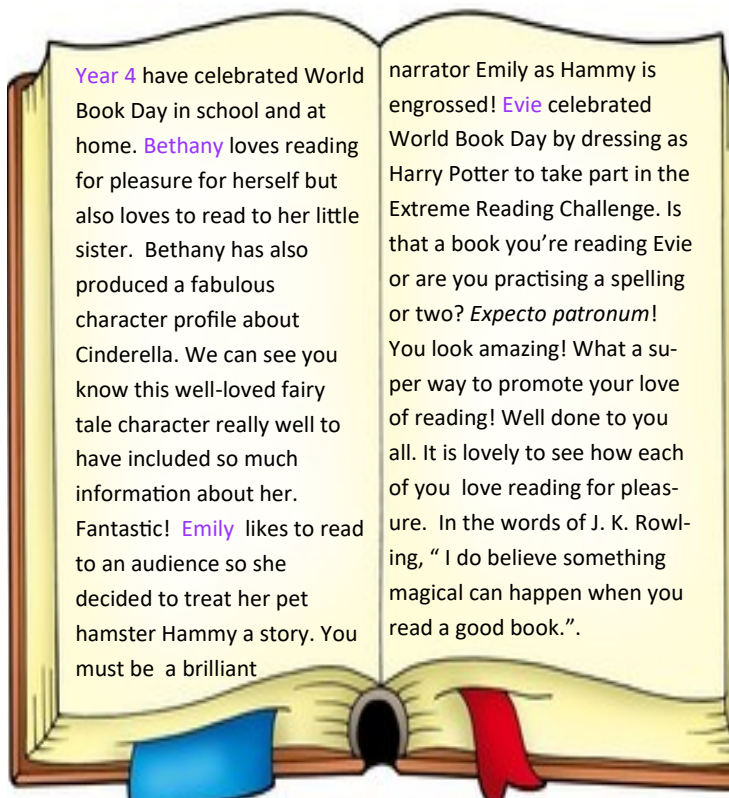 Year 4 have celebrated World
Book Day in school and at
home. Bethany loves reading
for pleasure for herself but
also loves to read to her little
sister.  Bethany has also
produced a fabulous
character profile about
Cinderella. We can see you
know this well-loved fairy
tale character really well to
have included so much
information about her.
Fantastic!  Emily  likes to read
to an audience so she
decided to treat her pet
hamster Hammy a story. You
must be  a brilliant
narrator Emily as Hammy is
engrossed! Evie celebrated
World Book Day by dressing as
Harry Potter to take part in the
Extreme Reading Challenge. Is
that a book you’re reading Evie
or are you practising a spelling
or two? Expecto patronum!
You look amazing! What a su-
per way to promote your love
of reading! Well done to you
all. It is lovely to see how each
of you  love reading for pleas-
ure.  In the words of J. K. Rowl-
ing, “ I do believe something
magical can happen when you
read a good book.”.